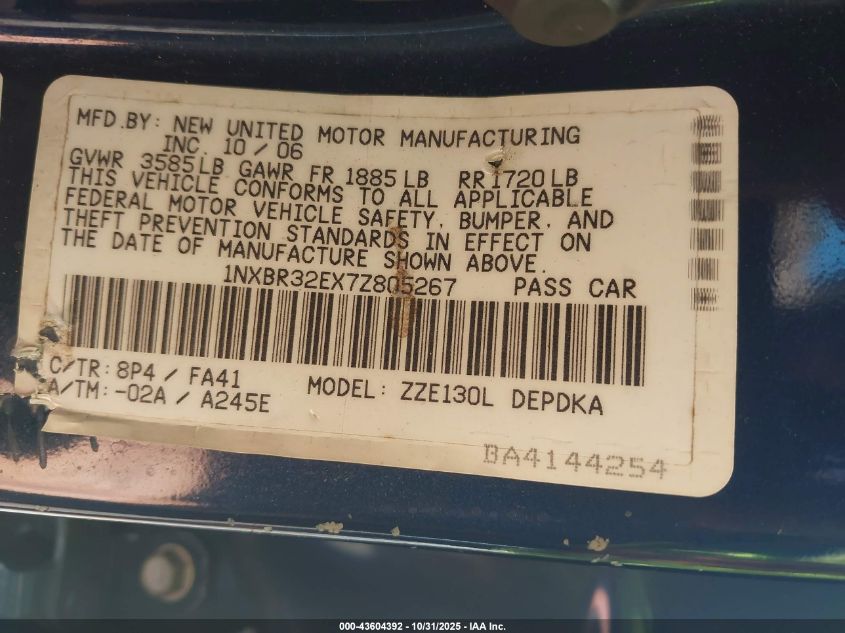 MFD.BY: NEW UNITED MOTOR MANUFACTURING
INC. 10 / 06
GVWR 3585LB GAWR FR 1885 LB RR 1720 LB
THIS VEHICLE CONFORMS TO ALL APPLICABLE
FEDERAL MOTOR VEHICLE SAFETY, BUMPER, AND
THEFT PREVENTION STANDARDS IN EFFECT ON
THE DATE OF MANUFACTURE SHOWN ABOVE.
1NXBR32EX7Z805267 PASS CAR
C/TR: 8P4 / FA41
A/TM: -02A / A245E
MODEL: ZZE130L DEPDKA
BA4144254
000-43604392 - 10/31/2025 - IAA Inc.